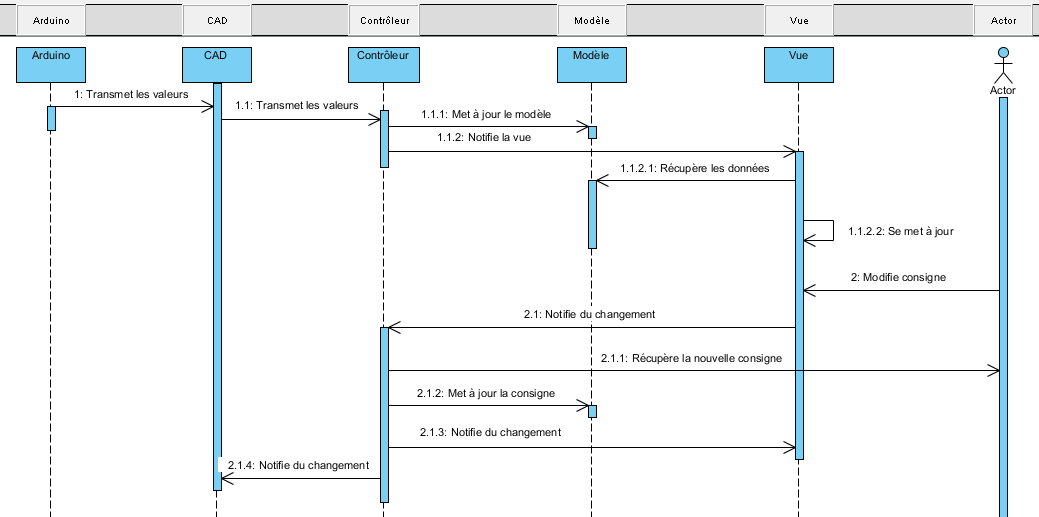 Arduino CAD Contrôleur Modèle Vue Actor
Arduino CAD Contrôleur Modèle Vue
Actor
1: Transmet les valeurs
1.1: Transmet les valeurs
1.1.1: Met à jour le modèle
1.1.2: Notifie la vue
1.1.2.1: Récupère les données
1.1.2.2: Se met à jour
2: Modifie consigne
2.1: Notifie du changement
2.1.1: Récupère la nouvelle consigne
2.1.2: Met à jour la consigne
2.1.3: Notifie du changement
2.1.4: Notifie du changement